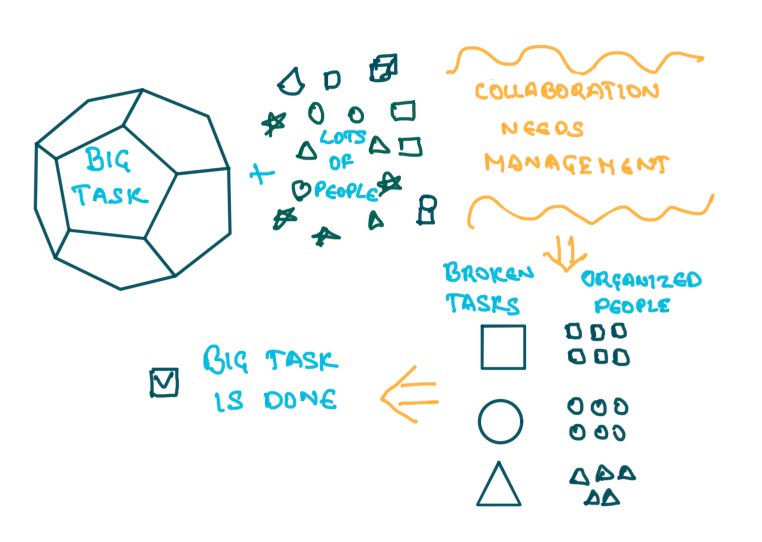 BIG
TASK
+
LOTS
OF
PEOPLE
COLLABORATION
NEEDS
MANAGEMENT
BROKEN
TASKS
ORGANIZED
PEOPLE
BIG TASK
IS DONE